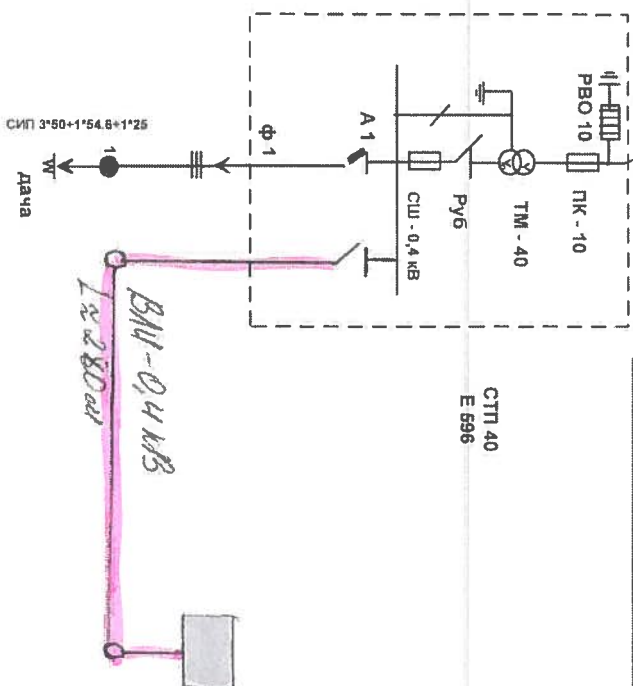 РВО 10
ПК - 10
ТМ - 40
Руб
СШ - 0,4 кВ
А 1
ф 1
СИП 3*50+1*54.6+1*25
1
дача
СТП 40
Е 596
ВЛИ-0,4 кВ
L≈280м